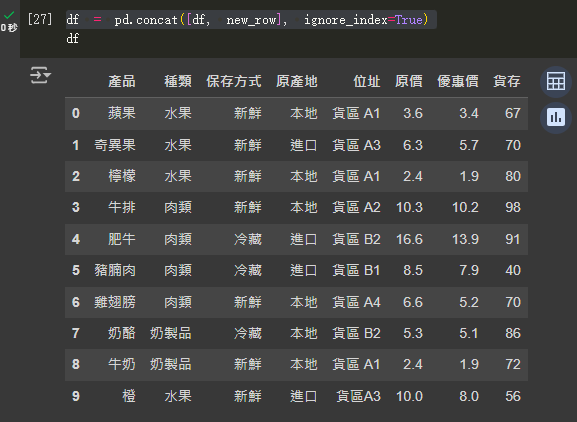 [27] df = pd.concat([df, new_row], ignore_index=True)
0 秒
df
產品 種類 保存方式 原產地 位址 原價 優惠價 貨存
0 蘋果 水果 新鮮 本地 貨區 A1 3.6 3.4 67
1 奇異果 水果 新鮮 進口 貨區 A3 6.3 5.7 70
2 檸檬 水果 新鮮 本地 貨區 A1 2.4 1.9 80
3 牛排 肉類 新鮮 本地 貨區 A2 10.3 10.2 98
4 肥牛 肉類 冷藏 進口 貨區 B2 16.6 13.9 91
5 豬腩肉 肉類 冷藏 進口 貨區 B1 8.5 7.9 40
6 雞翅膀 肉類 新鮮 本地 貨區 A4 6.6 5.2 70
7 奶酪 奶製品 冷藏 本地 貨區 B2 5.3 5.1 86
8 牛奶 奶製品 新鮮 本地 貨區 A1 2.4 1.9 72
9 橙 水果 新鮮 進口 貨區A3 10.0 8.0 56